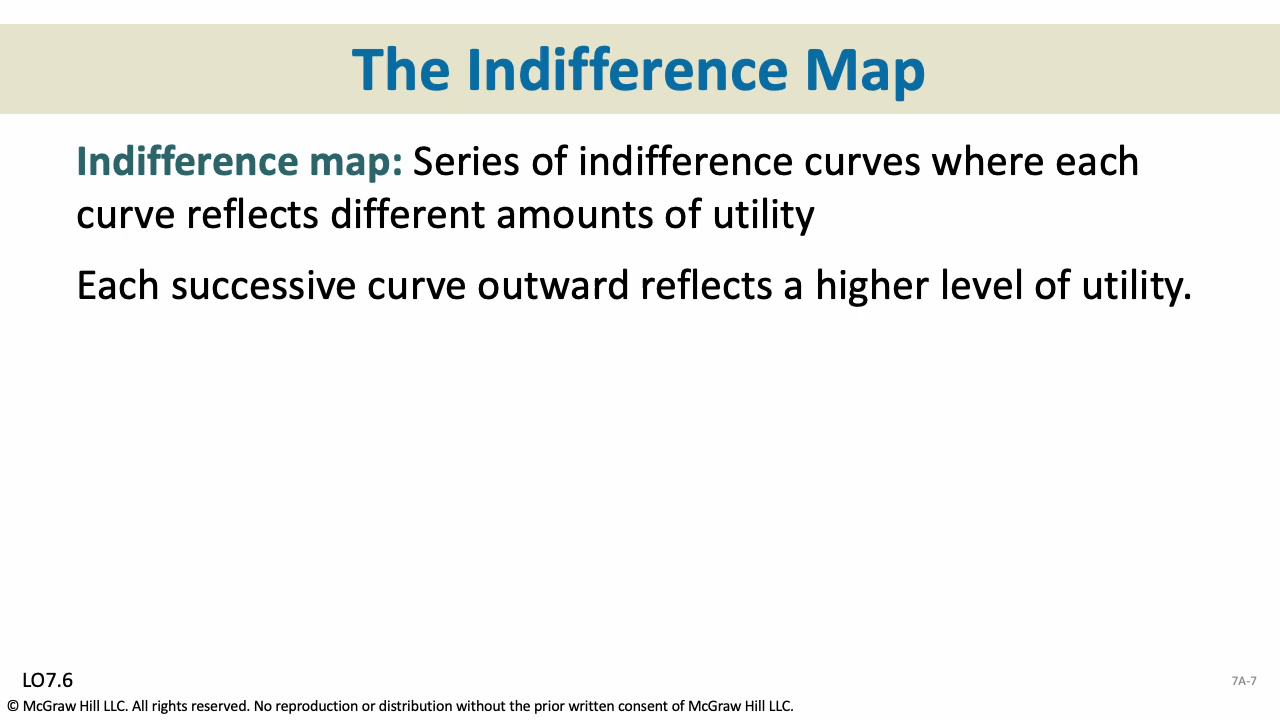 The Indifference Map
Indifference map: Series of indifference curves where each
curve reflects different amounts of utility
Each successive curve outward reflects a higher level of utility.
LO7.6
7A-7
© McGraw Hill LLC. All rights reserved. No reproduction or distribution without the prior written consent of McGraw Hill LLC.